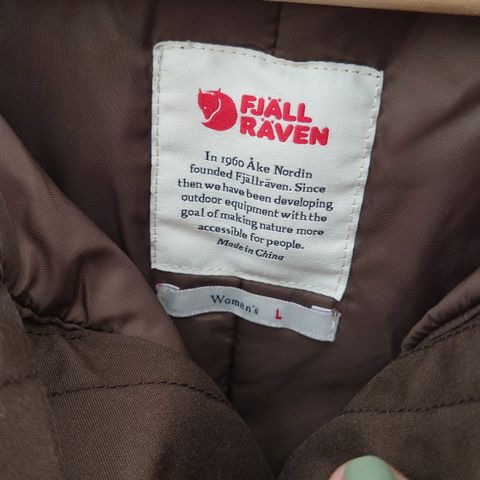 FJÄLL
RÄVEN
In 1960 Åke Nordin
founded Fjällräven. Since
then we have been developing
outdoor equipment with the
goal of making nature more
accessible for people.
Made in China
Women's L